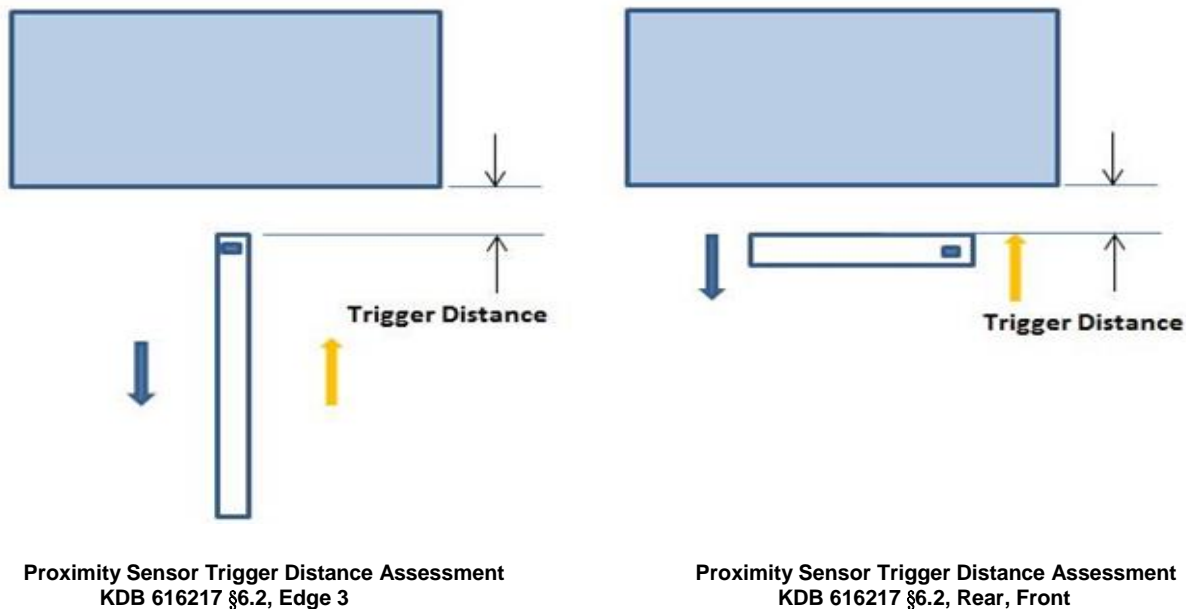 Trigger Distance
Trigger Distance
Proximity Sensor Trigger Distance Assessment
KDB 616217 §6.2, Edge 3
Proximity Sensor Trigger Distance Assessment
KDB 616217 §6.2, Rear, Front